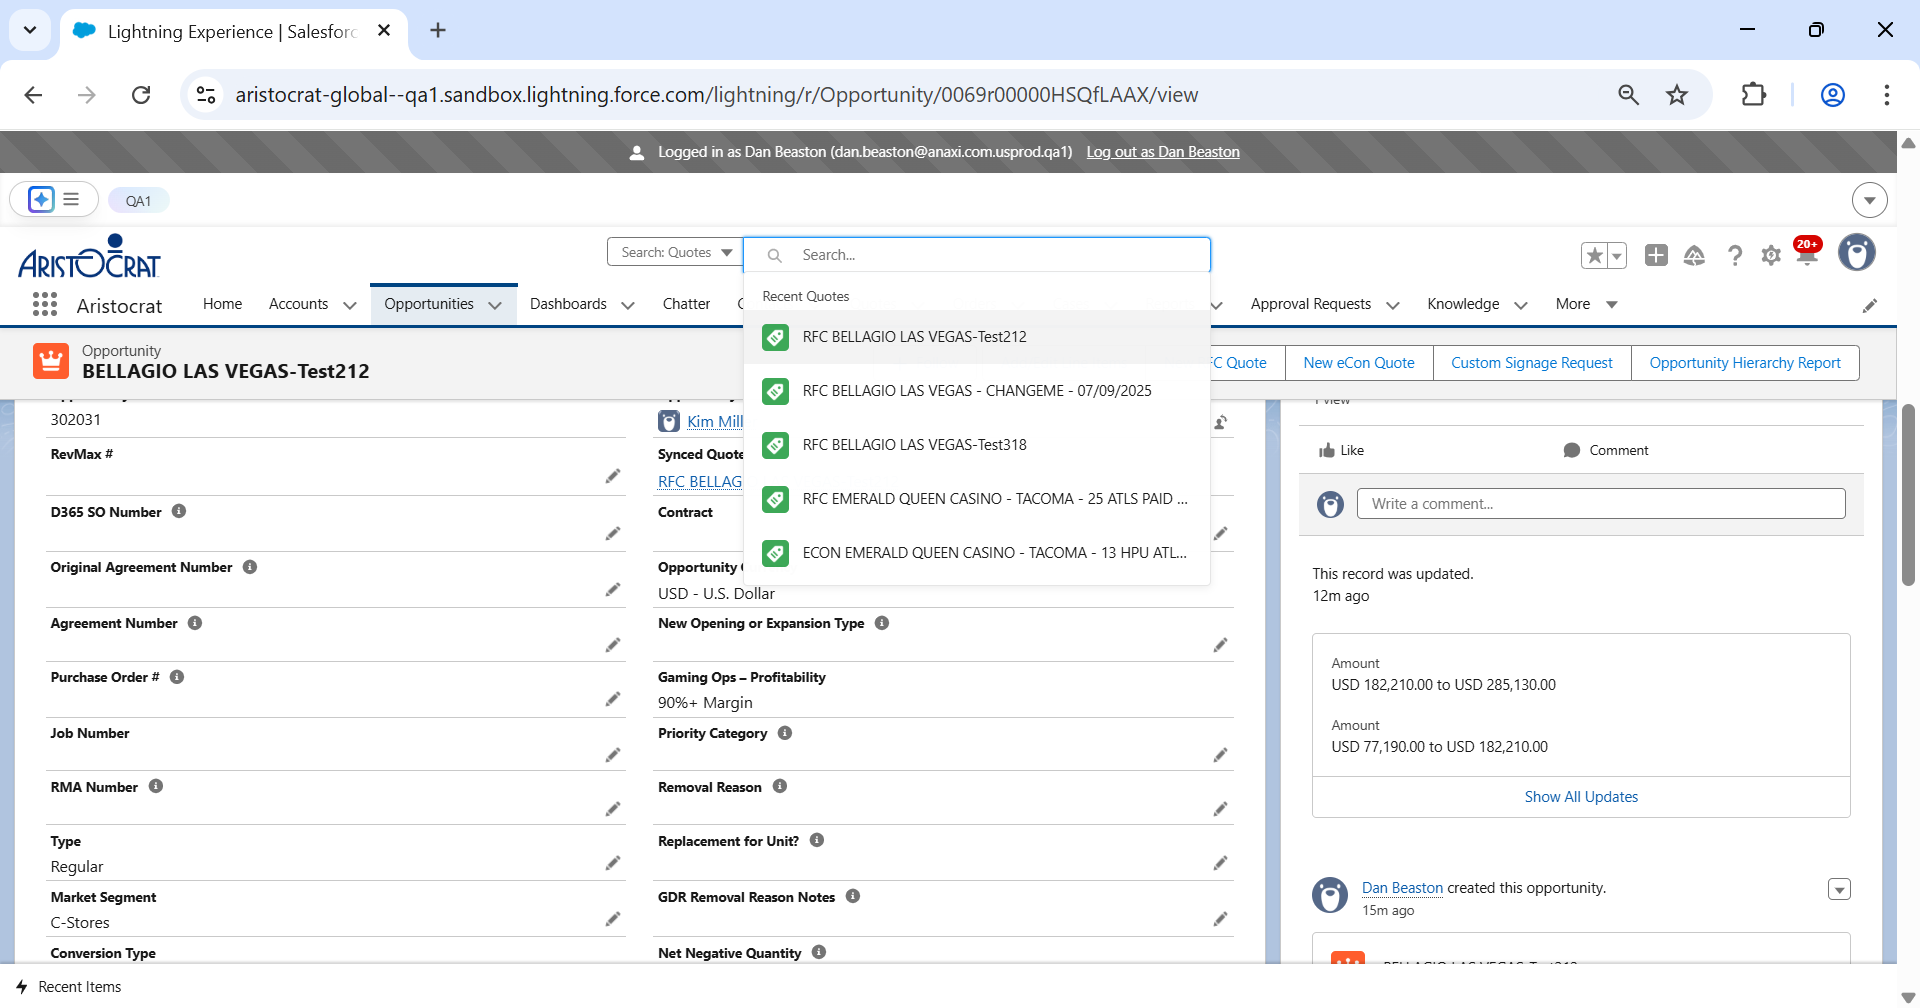 Lightning Experience | Salesforc
aristocrat-global--qa1.sandbox.lightning.force.com/lightning/r/Opportunity/0069r00000HSQfLAAX/view
Logged in as Dan Beaston (dan.beaston@anaxi.com.usprod.qa1) Log out as Dan Beaston
QA1
ARISTOCRAT
Search: Quotes
Search...
20+
Aristocrat
Home
Accounts
Opportunities
Dashboards
Chatter
Approval Requests
Knowledge
More
Recent Quotes
RFC BELLAGIO LAS VEGAS-Test212
RFC BELLAGIO LAS VEGAS - CHANGEME - 07/09/2025
RFC BELLAGIO LAS VEGAS-Test318
RFC EMERALD QUEEN CASINO - TACOMA - 25 ATLS PAID ...
ECON EMERALD QUEEN CASINO - TACOMA - 13 HPU ATL...
Opportunity
BELLAGIO LAS VEGAS-Test212
FC Quote
New eCon Quote
Custom Signage Request
Opportunity Hierarchy Report
302031
RevMax #
D365 SO Number
Original Agreement Number
Agreement Number
Purchase Order #
Job Number
RMA Number
Type
Regular
Market Segment
C-Stores
Conversion Type
Kim Mill
Synced Quote
RFC BELLAG
Contract
Opportunity
USD - U.S. Dollar
New Opening or Expansion Type
Gaming Ops – Profitability
90%+ Margin
Priority Category
Removal Reason
Replacement for Unit?
GDR Removal Reason Notes
Net Negative Quantity
1 view
Like
Comment
Write a comment...
This record was updated.
12m ago
Amount
USD 182,210.00 to USD 285,130.00
Amount
USD 77,190.00 to USD 182,210.00
Show All Updates
Dan Beaston created this opportunity.
15m ago
BELLAGIO LAS VEGAS-Test212
Recent Items